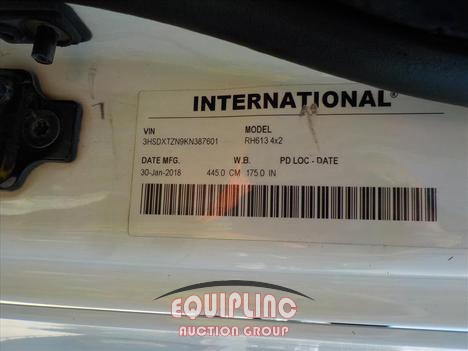 INTERNATIONAL®
VIN MODEL
3HSDXTZN9KN387601 RH613 4x2
DATE MFG. W.B. PD LOC - DATE
30-Jan-2018 445.0 CM 175.0 IN
EQUIPLINC
AUCTION GROUP